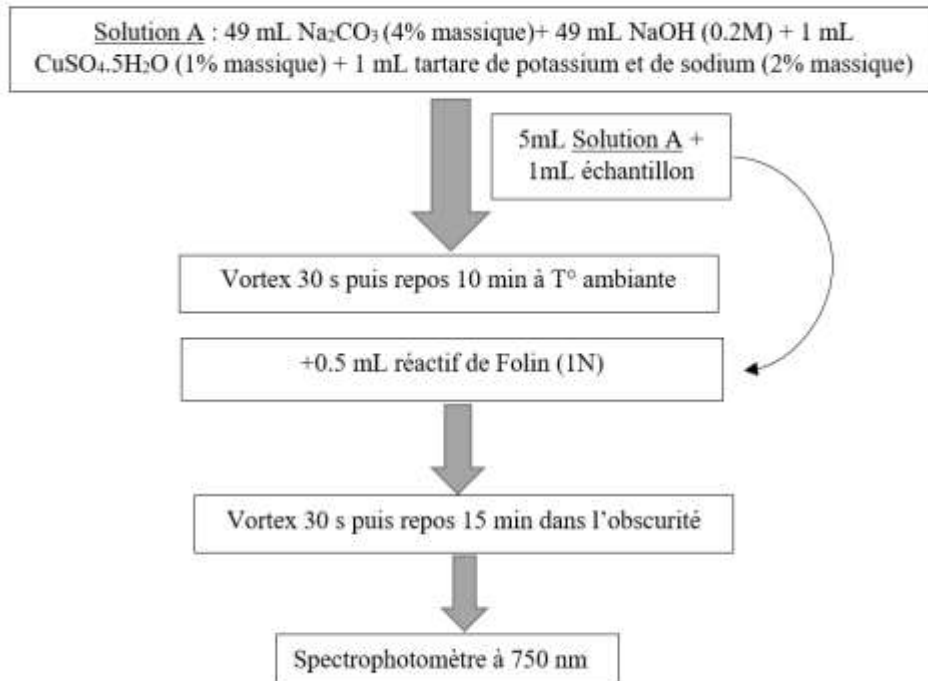 Solution A : 49 mL Na₂CO₃ (4% massique)+ 49 mL NaOH (0.2M) + 1 mL
CuSO₄.5H₂O (1% massique) + 1 mL tartare de potassium et de sodium (2% massique)
5mL Solution A +
1mL échantillon
Vortex 30 s puis repos 10 min à T° ambiante
+0.5 mL réactif de Folin (1N)
Vortex 30 s puis repos 15 min dans l’obscurité
Spectrophotomètre à 750 nm